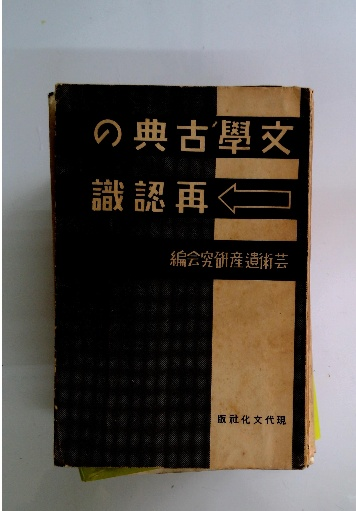 文學古典の
再認識
芸術遺産研究会編
現代文化社版